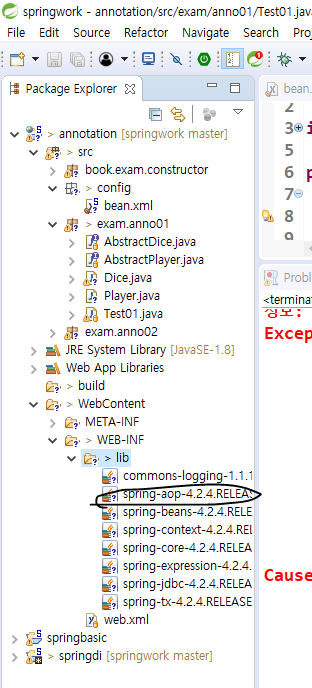 springwork - annotation/src/exam/anno01/Test01.java
File Edit Source Refactor Navigate Search
Package Explorer
bean.
annotation [springwork master]
> src
book.exam.constructor
> config
bean.xml
> exam.anno01
AbstractDice.java
AbstractPlayer.java
Dice.java
Player.java
Test01.java
> exam.anno02
JRE System Library [JavaSE-1.8]
Web App Libraries
> build
> WebContent
META-INF
> WEB-INF
> lib
commons-logging-1.1.1
spring-aop-4.2.4.RELEAS
spring-beans-4.2.4.RELE
spring-context-4.2.4.REL
spring-core-4.2.4.RELEA
spring-expression-4.2.4.
spring-jdbc-4.2.4.RELEA
spring-tx-4.2.4.RELEASE
web.xml
springbasic
> springdi [springwork master]
2
3 i
5
6 p
7
8
9
Probl
<termina
정보:
Excep
Cause